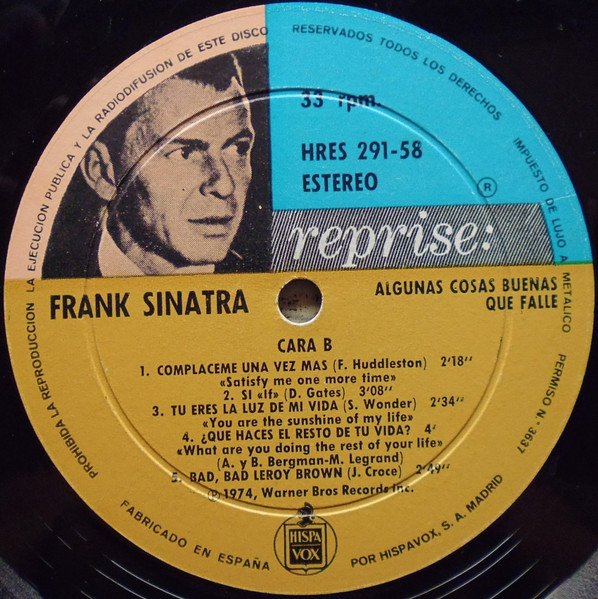 PROHIBIDA LA REPRODUCCION LA EJECUCION PUBLICA Y LA RADIODIFUSION DE ESTE DISCO
RESERVADOS TODOS LOS DERECHOS
IMPUESTO DE LUJO A METALICO PERMISO N.° 3637
33 rpm.
HRES 291-58
ESTEREO
®
reprise:
FRANK SINATRA
ALGUNAS COSAS BUENAS
QUE FALLE
CARA B
1. COMPLACEME UNA VEZ MAS (F. Huddleston) 2'18"
«Satisfy me one more time»
2. SI «If» (D. Gates) 3'08"
3. TU ERES LA LUZ DE MI VIDA (S. Wonder) 2'34"
«You are the sunshine of my life»
4. ¿QUE HACES EL RESTO DE TU VIDA? 4'
«What are you doing the rest of your life»
(A. y B. Bergman-M. Legrand)
5. BAD, BAD LEROY BROWN (J. Croce) 2'49"
℗ 1974, Warner Bros Records Inc.
HISPA
VOX
FABRICADO EN ESPAÑA
POR HISPAVOX, S. A. MADRID